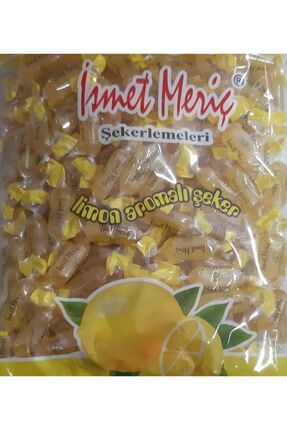 İsmet Meriç®
Şekerlemeleri
limon aromalı şeker